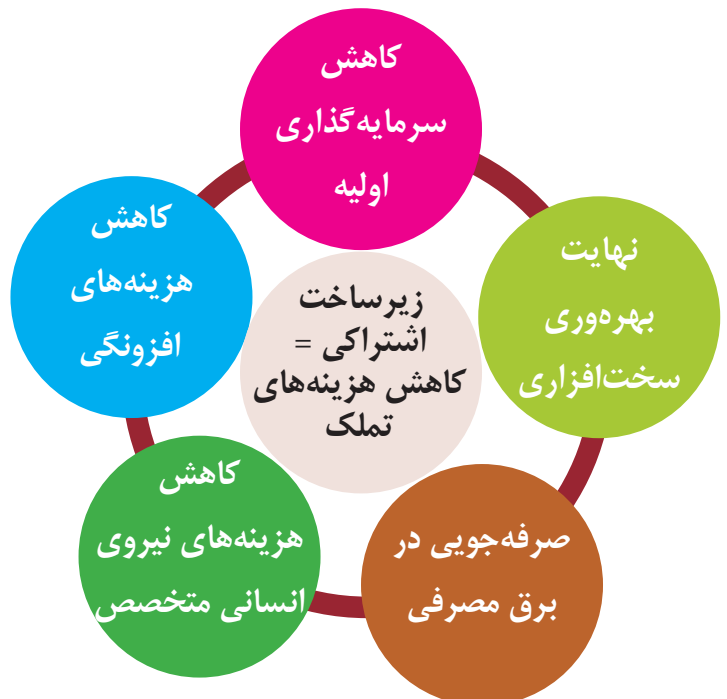 کاهش
سرمایه‌گذاری
اولیه
نهایت
بهره‌وری
سخت‌افزاری
صرفه‌جویی در
برق مصرفی
کاهش
هزینه‌های نیروی
انسانی متخصص
کاهش
هزینه‌های
افزونگی
زیرساخت
اشتراکی =
کاهش هزینه‌های
تملک